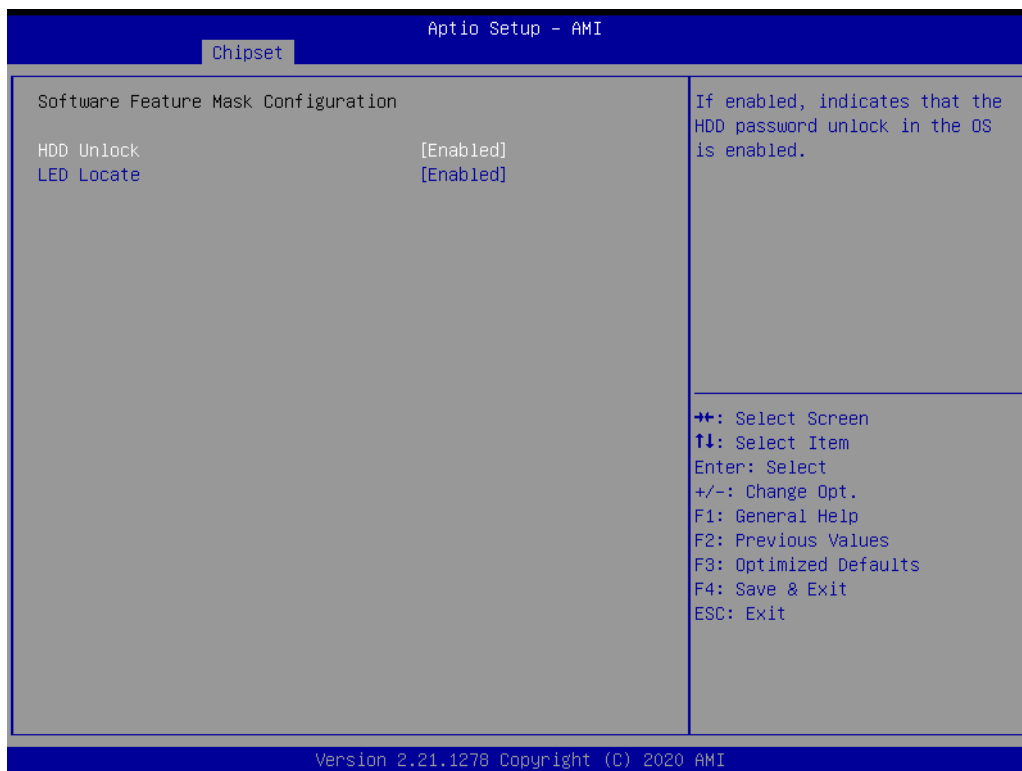 Aptio Setup – AMI
Chipset
Software Feature Mask Configuration
HDD Unlock [Enabled]
LED Locate [Enabled]
If enabled, indicates that the
HDD password unlock in the OS
is enabled.
→←: Select Screen
↑↓: Select Item
Enter: Select
+/-: Change Opt.
F1: General Help
F2: Previous Values
F3: Optimized Defaults
F4: Save & Exit
ESC: Exit
Version 2.21.1278 Copyright (C) 2020 AMI